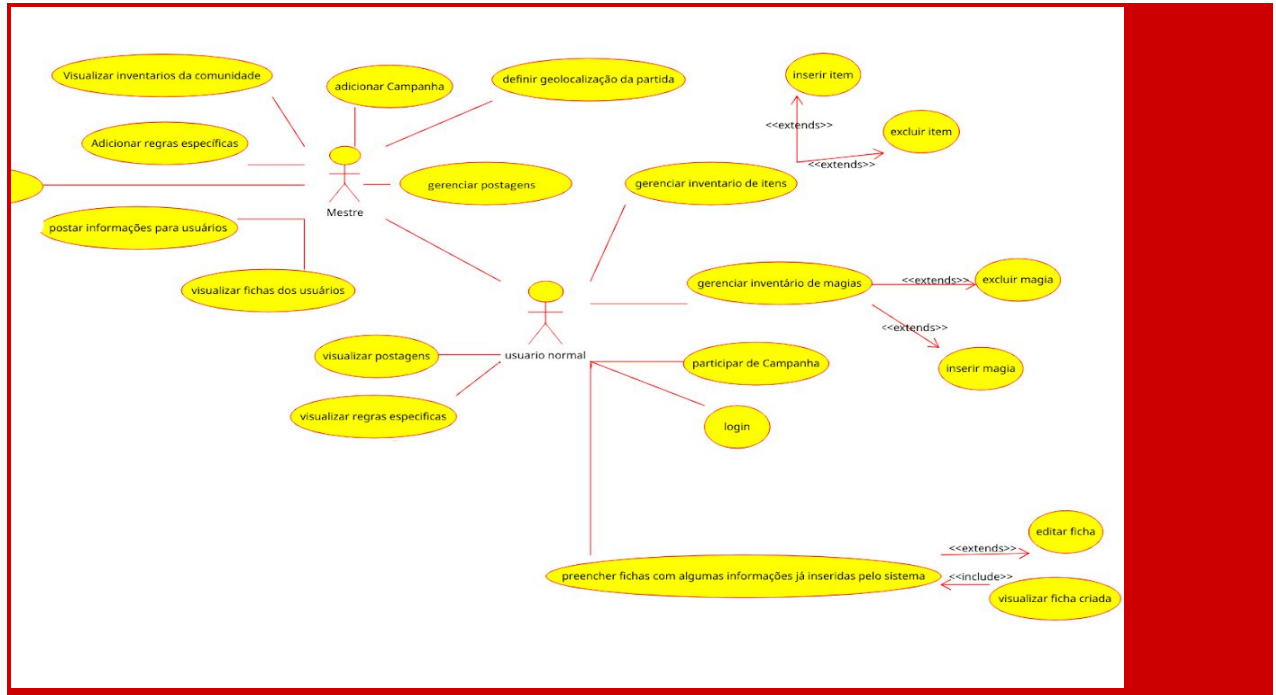 Visualizar inventarios da comunidade
adicionar Campanha
definir geolocalização da partida
inserir item
<<extends>>
excluir item
<<extends>>
Adicionar regras específicas
gerenciar postagens
gerenciar inventario de itens
Mestre
postar informações para usuários
visualizar fichas dos usuários
gerenciar inventário de magias
<<extends>>
excluir magia
<<extends>>
inserir magia
usuario normal
visualizar postagens
participar de Campanha
visualizar regras especificas
login
editar ficha
<<extends>>
preencher fichas com algumas informações já inseridas pelo sistema
<<include>>
visualizar ficha criada